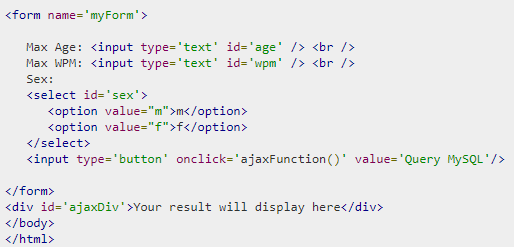 <form name='myForm'>
Max Age: <input type='text' id='age' /> <br />
Max WPM: <input type='text' id='wpm' /> <br />
Sex:
<select id='sex'>
<option value="m">m</option>
<option value="f">f</option>
</select>
<input type='button' onclick='ajaxFunction()' value='Query MySQL'/>
</form>
<div id='ajaxDiv'>Your result will display here</div>
</body>
</html>